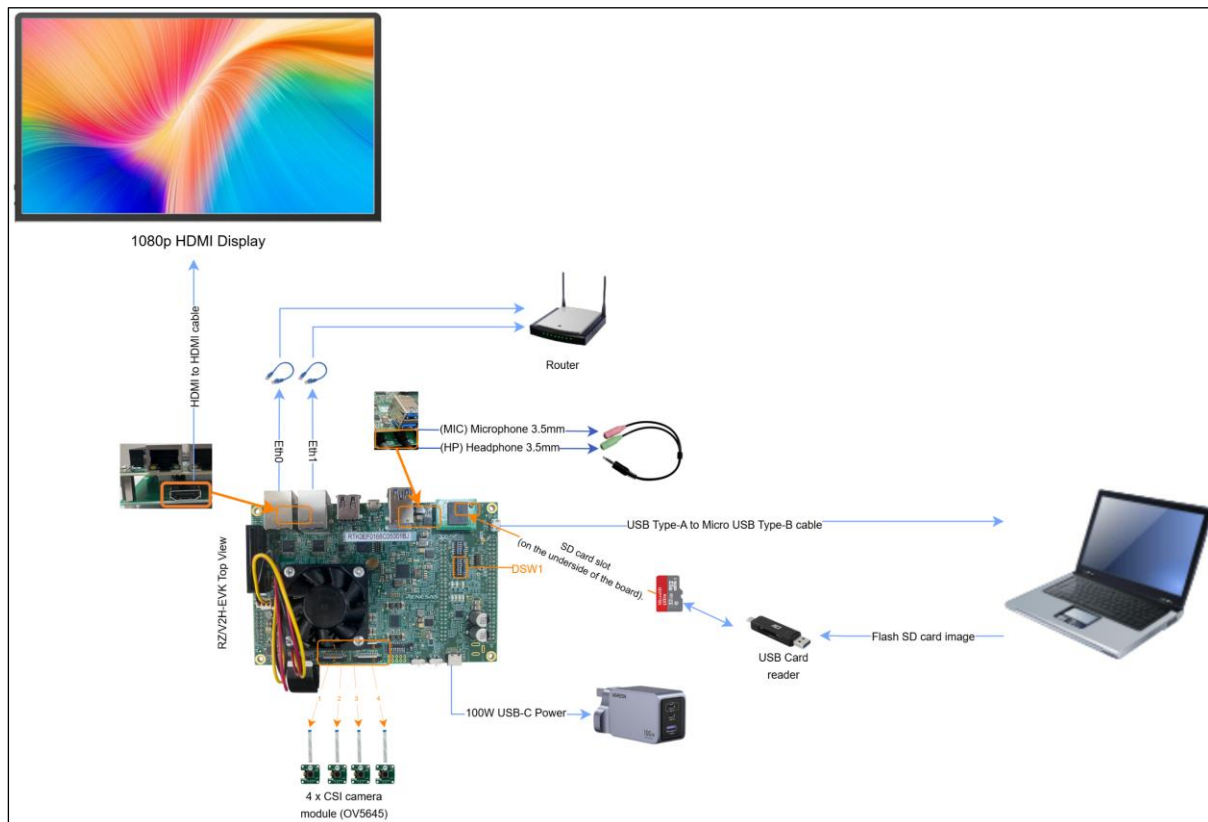 1080p HDMI Display
HDMI to HDMI cable
Router
Eth0
Eth1
(MIC) Microphone 3.5mm
(HP) Headphone 3.5mm
USB Type-A to Micro USB Type-B cable
SD card slot
(on the underside of the board).
DSW1
RENESAS
RZ/V2H-EVK Top View
Flash SD card image
USB Card
reader
100W USB-C Power
1
2
3
4
4 x CSI camera
module (OV5645)